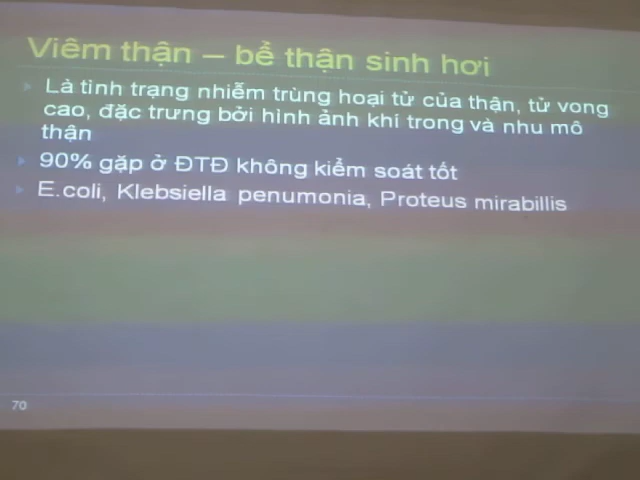 Viêm thận – bể thận sinh hơi
Là tình trạng nhiễm trùng hoại tử của thận, tử vong
cao, đặc trưng bởi hình ảnh khí trong và nhu mô
thận
90% gặp ở ĐTĐ không kiểm soát tốt
E.coli, Klebsiella penumonia, Proteus mirabillis
70